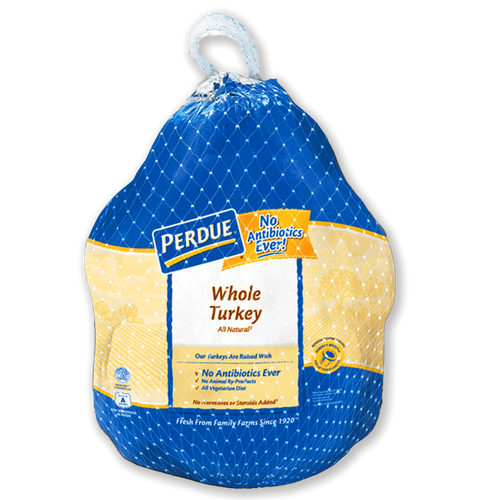 PERDUE
No
Antibiotics
Ever!
Whole
Turkey
All Natural†
Our Turkeys Are Raised With
✓ No Antibiotics Ever
✓ No Animal By-Products
✓ All Vegetarian Diet
No Hormones or Steroids Added*
Fresh From Family Farms Since 1920™